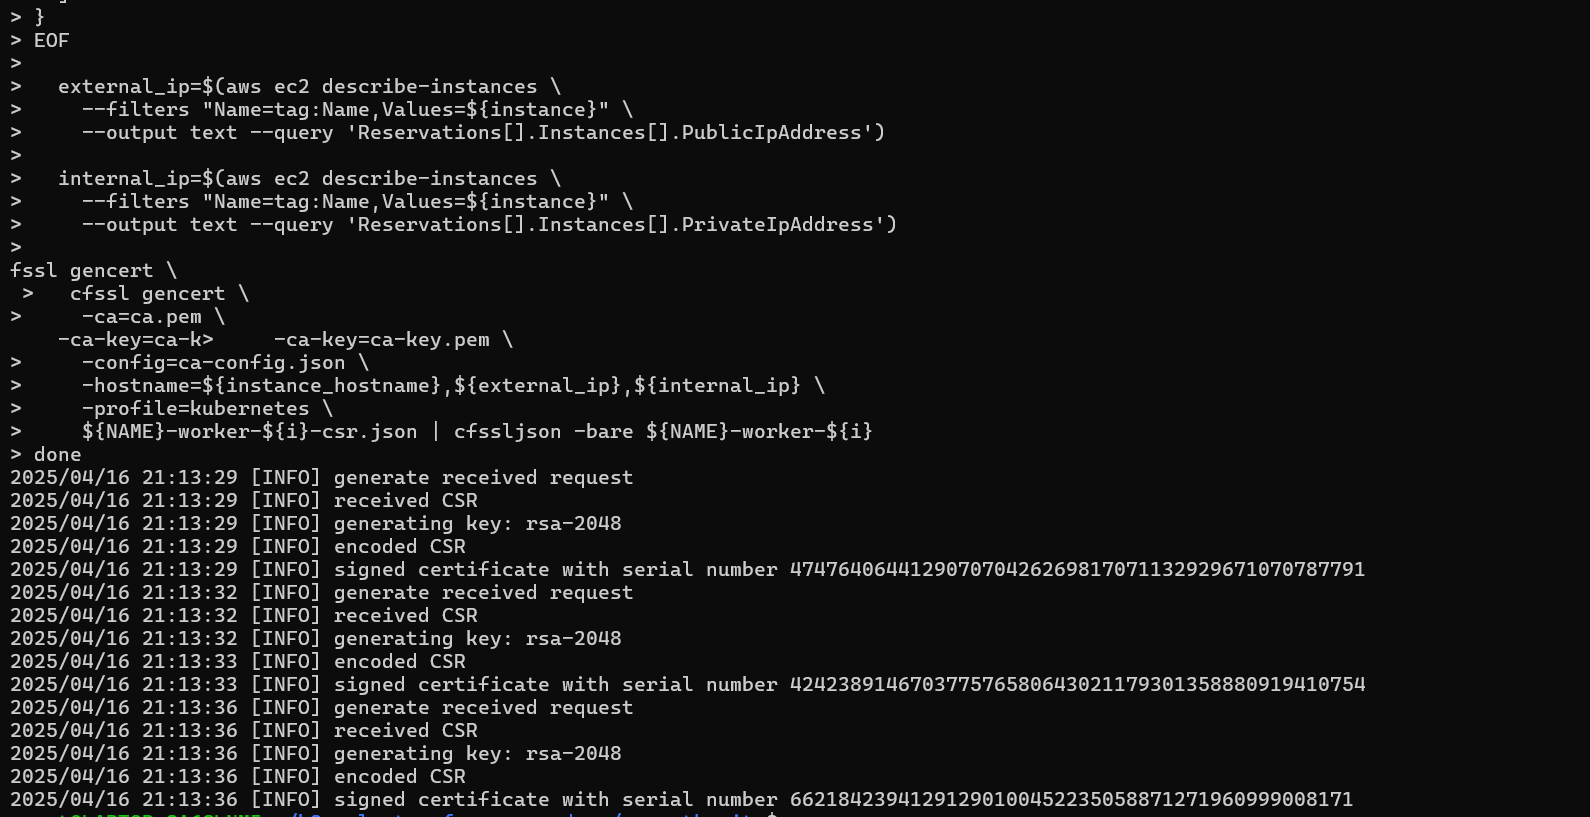 > }
> EOF
>
>   external_ip=$(aws ec2 describe-instances \
>     --filters "Name=tag:Name,Values=${instance}" \
>     --output text --query 'Reservations[].Instances[].PublicIpAddress')
>
>   internal_ip=$(aws ec2 describe-instances \
>     --filters "Name=tag:Name,Values=${instance}" \
>     --output text --query 'Reservations[].Instances[].PrivateIpAddress')
>
fssl gencert \
 >   cfssl gencert \
>     -ca=ca.pem \
    -ca-key=ca-k>     -ca-key=ca-key.pem \
>     -config=ca-config.json \
>     -hostname=${instance_hostname},${external_ip},${internal_ip} \
>     -profile=kubernetes \
>     ${NAME}-worker-${i}-csr.json | cfssljson -bare ${NAME}-worker-${i}
> done
2025/04/16 21:13:29 [INFO] generate received request
2025/04/16 21:13:29 [INFO] received CSR
2025/04/16 21:13:29 [INFO] generating key: rsa-2048
2025/04/16 21:13:29 [INFO] encoded CSR
2025/04/16 21:13:29 [INFO] signed certificate with serial number 474764064412907070426269817071132929671070787791
2025/04/16 21:13:32 [INFO] generate received request
2025/04/16 21:13:32 [INFO] received CSR
2025/04/16 21:13:32 [INFO] generating key: rsa-2048
2025/04/16 21:13:33 [INFO] encoded CSR
2025/04/16 21:13:33 [INFO] signed certificate with serial number 424238914670377576580643021179301358880919410754
2025/04/16 21:13:36 [INFO] generate received request
2025/04/16 21:13:36 [INFO] received CSR
2025/04/16 21:13:36 [INFO] generating key: rsa-2048
2025/04/16 21:13:36 [INFO] encoded CSR
2025/04/16 21:13:36 [INFO] signed certificate with serial number 66218423941291290100452235058871271960999008171